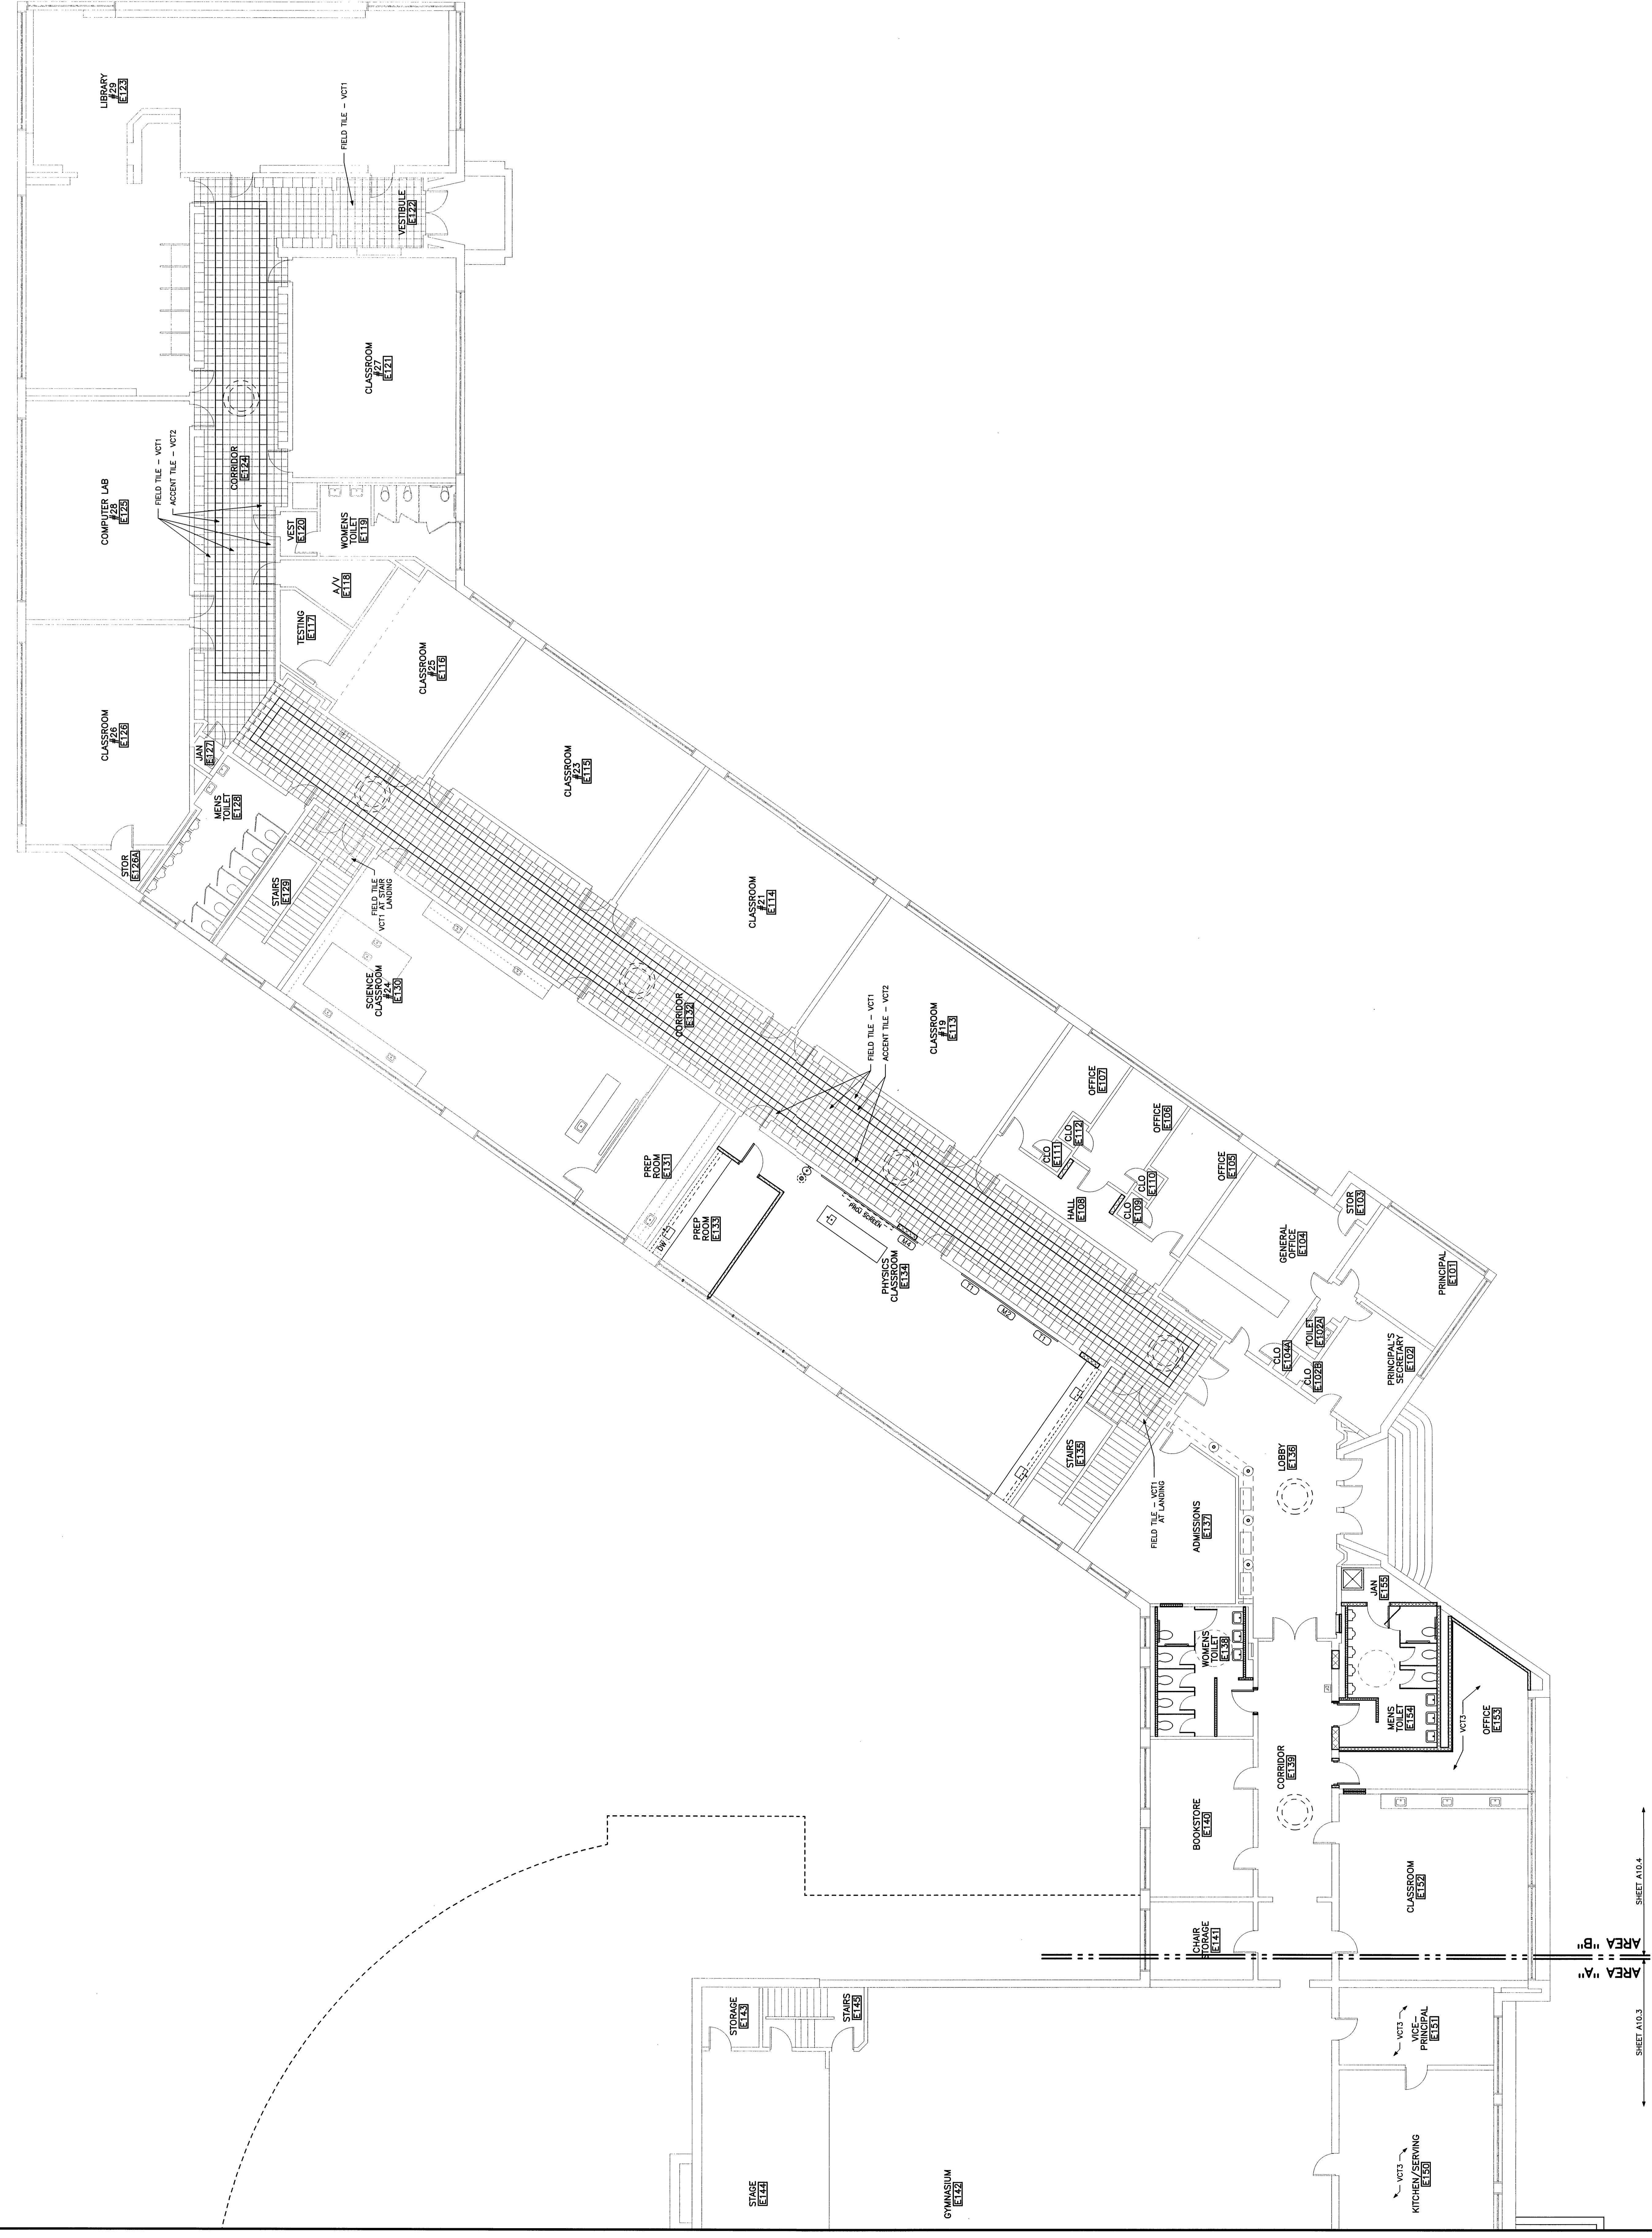 LIBRARY
#29
E123
FIELD TILE - VCT1
VESTIBULE
E122
CLASSROOM
#27
E121
COMPUTER LAB
#28
E125
FIELD TILE - VCT1
ACCENT TILE - VCT2
CORRIDOR
E124
VEST
E120
WOMENS
TOILET
E119
A/V
E118
TESTING
E117
CLASSROOM
#25
E116
CLASSROOM
#26
E126
JAN
E127
MENS
TOILET
E128
STOR
E126A
STAIRS
E129
FIELD TILE
VCT1 AT STAIR
LANDING
CLASSROOM
#23
E115
SCIENCE
CLASSROOM
#24
E130
CLASSROOM
#21
E114
CORRIDOR
E132
FIELD TILE - VCT1
ACCENT TILE - VCT2
CLASSROOM
#19
E113
PREP
ROOM
E131
PREP
ROOM
E133
DW
PROJ SCREEN
M4
PHYSICS
CLASSROOM
E134
T1
M2
T1
OFFICE
E107
CLO
E112
CLO
E111
OFFICE
E106
CLO
E110
CLO
E109
HALL
E108
OFFICE
E105
STOR
E103
GENERAL
OFFICE
E104
PRINCIPAL
E101
TOILET
E102A
CLO
E104A
CLO
E102B
PRINCIPAL'S
SECRETARY
E102
STAIRS
E135
FIELD TILE - VCT1
AT LANDING
LOBBY
E136
ADMISSIONS
E137
JAN
E155
WOMENS
TOILET
E138
MENS
TOILET
E154
VCT3
OFFICE
E153
CORRIDOR
E139
BOOKSTORE
E140
CLASSROOM
E152
CHAIR
STORAGE
E141
AREA "B"
SHEET A10.4
AREA "A"
SHEET A10.3
STORAGE
E143
STAIRS
E145
VCT3
VICE-
PRINCIPAL
E151
STAGE
E144
GYMNASIUM
E142
VCT3
KITCHEN/SERVING
E150